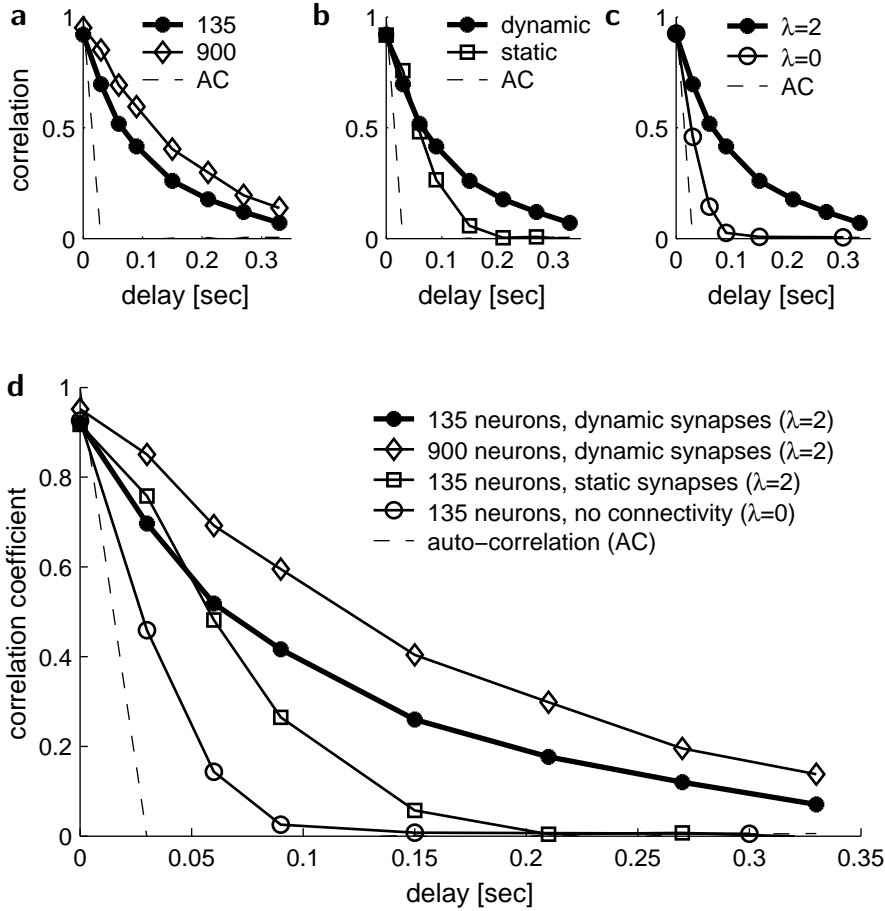 a
135
900
AC
1
0.5
0
correlation
0 0.1 0.2 0.3
delay [sec]
b
dynamic
static
AC
1
0.5
0
0 0.1 0.2 0.3
delay [sec]
c
λ=2
λ=0
AC
1
0.5
0
0 0.1 0.2 0.3
delay [sec]
d
135 neurons, dynamic synapses (λ=2)
900 neurons, dynamic synapses (λ=2)
135 neurons, static synapses (λ=2)
135 neurons, no connectivity (λ=0)
auto−correlation (AC)
1
0.8
0.6
0.4
0.2
0
correlation coefficient
0 0.05 0.1 0.15 0.2 0.25 0.3 0.35
delay [sec]